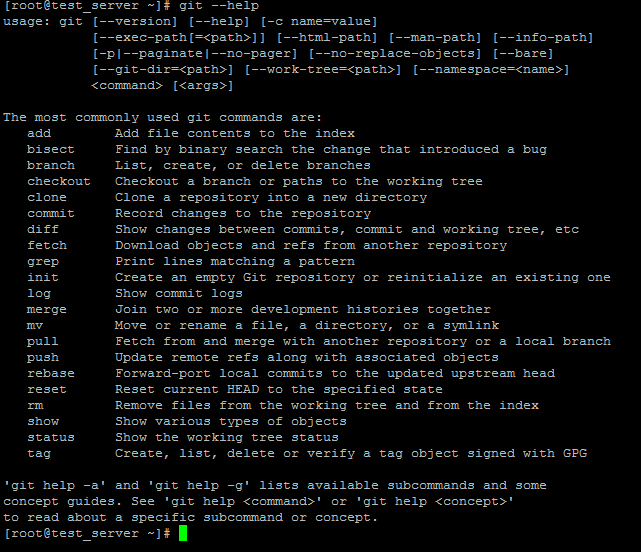 [root@test_server ~]# git --help
usage: git [--version] [--help] [-c name=value]
           [--exec-path[=<path>]] [--html-path] [--man-path] [--info-path]
           [-p|--paginate|--no-pager] [--no-replace-objects] [--bare]
           [--git-dir=<path>] [--work-tree=<path>] [--namespace=<name>]
           <command> [<args>]

The most commonly used git commands are:
   add        Add file contents to the index
   bisect     Find by binary search the change that introduced a bug
   branch     List, create, or delete branches
   checkout   Checkout a branch or paths to the working tree
   clone      Clone a repository into a new directory
   commit     Record changes to the repository
   diff       Show changes between commits, commit and working tree, etc
   fetch      Download objects and refs from another repository
   grep       Print lines matching a pattern
   init       Create an empty Git repository or reinitialize an existing one
   log        Show commit logs
   merge      Join two or more development histories together
   mv         Move or rename a file, a directory, or a symlink
   pull       Fetch from and merge with another repository or a local branch
   push       Update remote refs along with associated objects
   rebase     Forward-port local commits to the updated upstream head
   reset      Reset current HEAD to the specified state
   rm         Remove files from the working tree and from the index
   show       Show various types of objects
   status     Show the working tree status
   tag        Create, list, delete or verify a tag object signed with GPG

'git help -a' and 'git help -g' lists available subcommands and some
concept guides. See 'git help <command>' or 'git help <concept>'
to read about a specific subcommand or concept.
[root@test_server ~]#